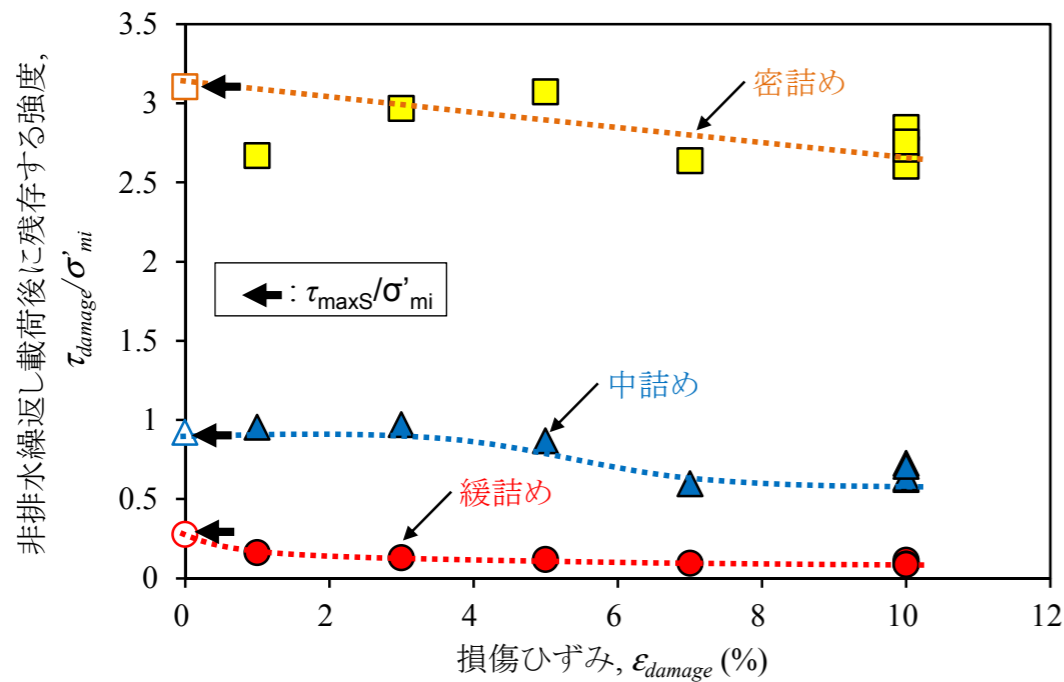 非排水繰返し載荷後に残存する強度,
τdamage/σ'mi
3.5
3
2.5
2
1.5
1
0.5
0
密詰め
: τmaxS/σ'mi
中詰め
緩詰め
0 2 4 6 8 10 12
損傷ひずみ, εdamage (%)